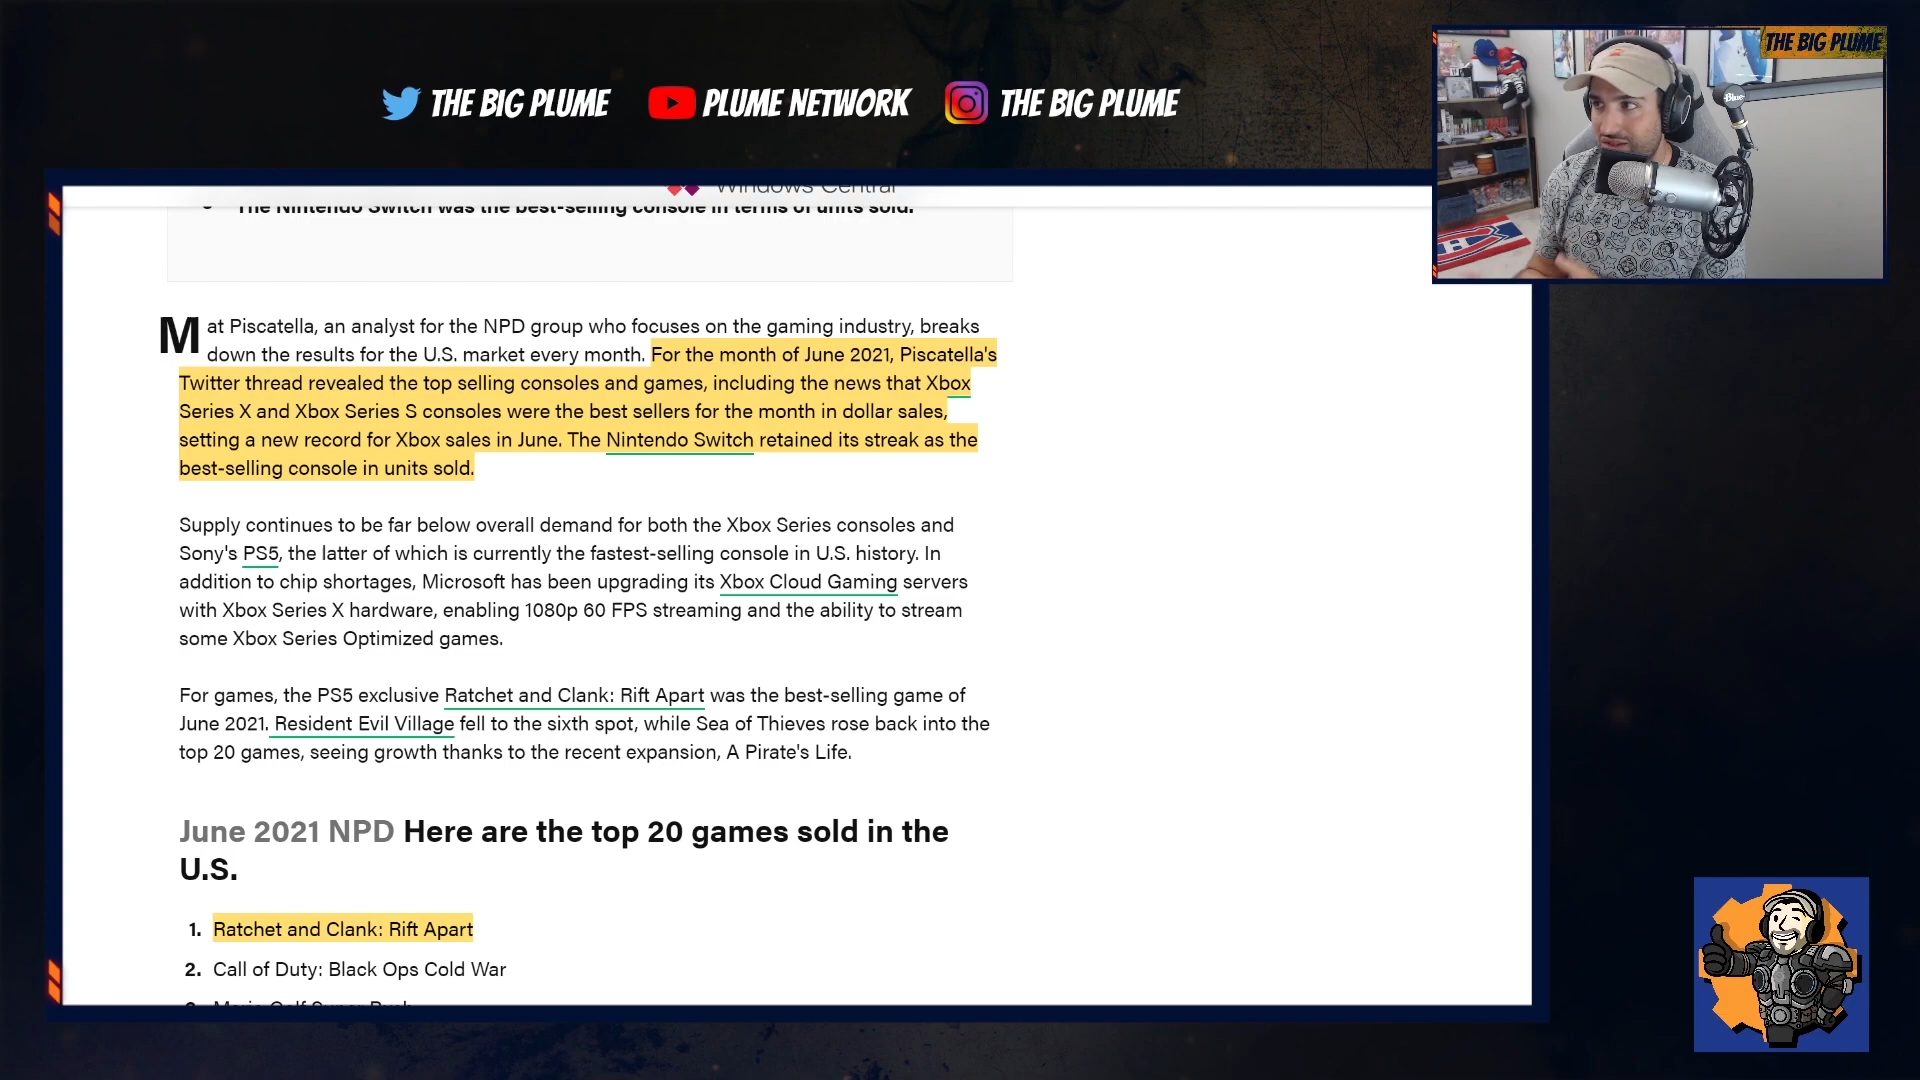 THE BIG PLUME
THE BIG PLUME
PLUME NETWORK
THE BIG PLUME
Blue
Windows Central
The Nintendo Switch was the best-selling console in terms of units sold.
Mat Piscatella, an analyst for the NPD group who focuses on the gaming industry, breaks
down the results for the U.S. market every month. For the month of June 2021, Piscatella's
Twitter thread revealed the top selling consoles and games, including the news that Xbox
Series X and Xbox Series S consoles were the best sellers for the month in dollar sales,
setting a new record for Xbox sales in June. The Nintendo Switch retained its streak as the
best-selling console in units sold.
Supply continues to be far below overall demand for both the Xbox Series consoles and
Sony's PS5, the latter of which is currently the fastest-selling console in U.S. history. In
addition to chip shortages, Microsoft has been upgrading its Xbox Cloud Gaming servers
with Xbox Series X hardware, enabling 1080p 60 FPS streaming and the ability to stream
some Xbox Series Optimized games.
For games, the PS5 exclusive Ratchet and Clank: Rift Apart was the best-selling game of
June 2021. Resident Evil Village fell to the sixth spot, while Sea of Thieves rose back into the
top 20 games, seeing growth thanks to the recent expansion, A Pirate's Life.
June 2021 NPD Here are the top 20 games sold in the
U.S.
1. Ratchet and Clank: Rift Apart
2. Call of Duty: Black Ops Cold War
3. Mario Golf Super Rush